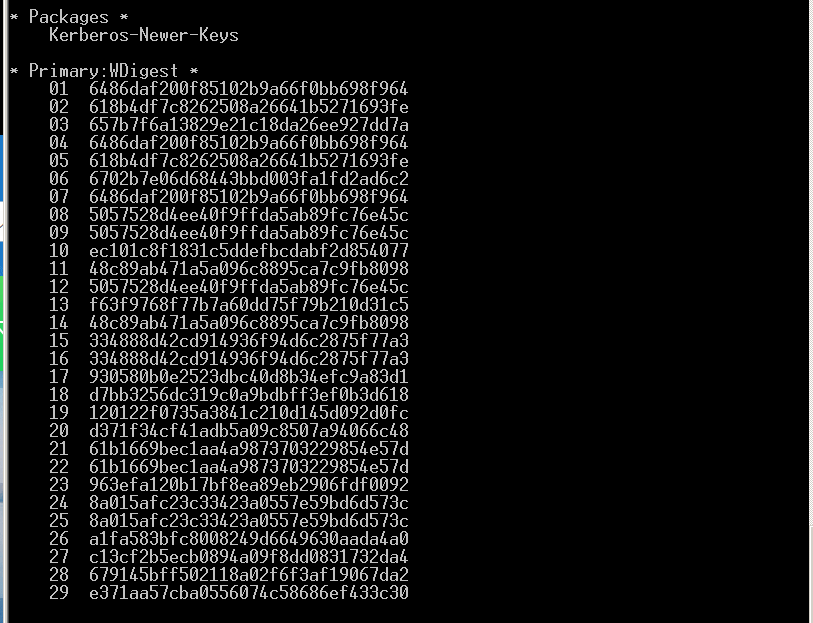 * Packages *
Kerberos-Newer-Keys
* Primary:WDigest *
01 6486daf200f85102b9a66f0bb698f964
02 618b4df7c8262508a26641b5271693fe
03 657b7f6a13829e21c18da26ee927dd7a
04 6486daf200f85102b9a66f0bb698f964
05 618b4df7c8262508a26641b5271693fe
06 6702b7e06d68443bbd003fa1fd2ad6c2
07 6486daf200f85102b9a66f0bb698f964
08 5057528d4ee40f9ffda5ab89fc76e45c
09 5057528d4ee40f9ffda5ab89fc76e45c
10 ec101c8f1831c5ddefbcdabf2d854077
11 48c89ab471a5a096c8895ca7c9fb8098
12 5057528d4ee40f9ffda5ab89fc76e45c
13 f63f9768f77b7a60dd75f79b210d31c5
14 48c89ab471a5a096c8895ca7c9fb8098
15 334888d42cd914936f94d6c2875f77a3
16 334888d42cd914936f94d6c2875f77a3
17 930580b0e2523dbc40d8b34efc9a83d1
18 d7bb3256dc319c0a9bdbff3ef0b3d618
19 120122f0735a3841c210d145d092d0fc
20 d371f34cf41adb5a09c8507a94066c48
21 61b1669bec1aa4a9873703229854e57d
22 61b1669bec1aa4a9873703229854e57d
23 963efa120b17bf8ea89eb2906fdf0092
24 8a015afc23c33423a0557e59bd6d573c
25 8a015afc23c33423a0557e59bd6d573c
26 a1fa583bfc8008249d6649630aada4a0
27 c13cf2b5ecb0894a09f8dd0831732da4
28 679145bff502118a02f6f3af19067da2
29 e371aa57cba0556074c58686ef433c30